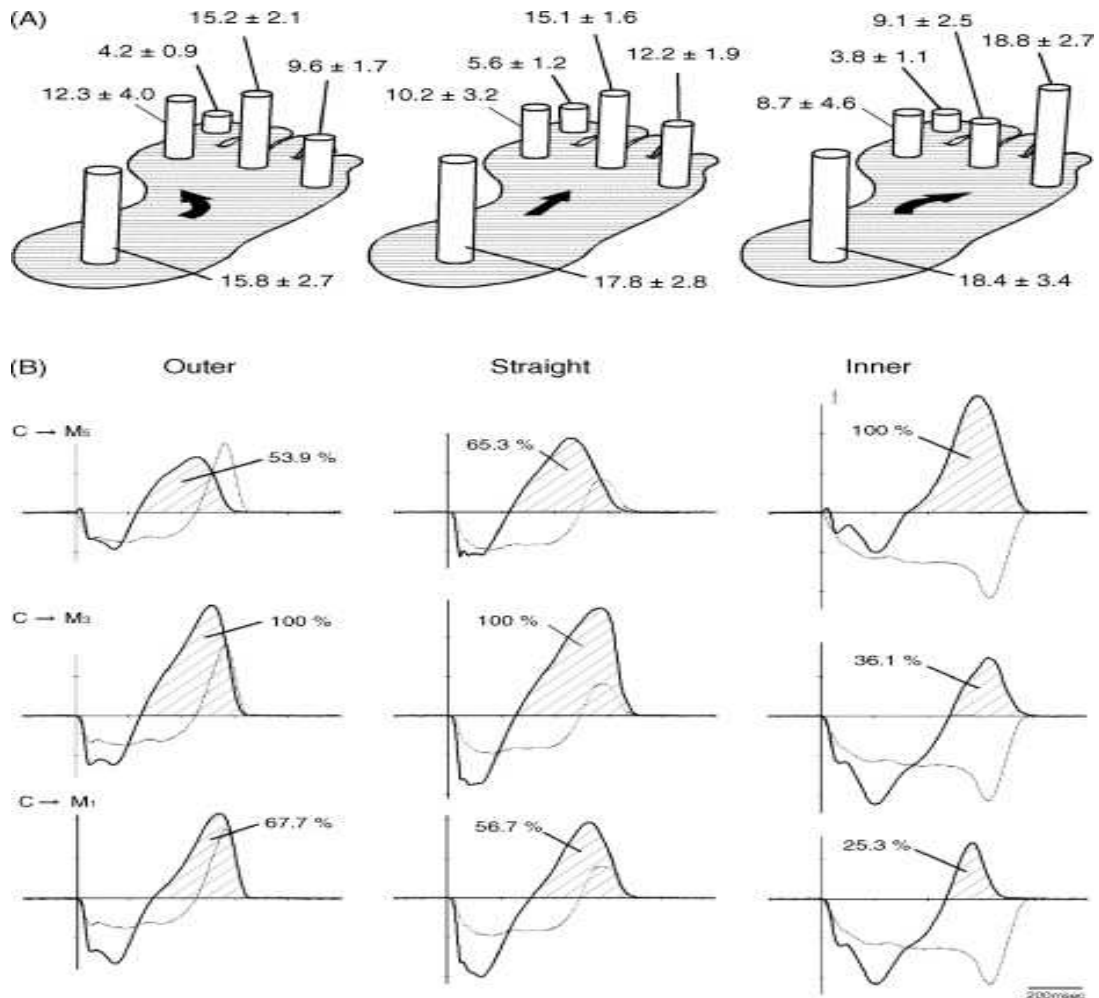 (A)
15.2 ± 2.1
4.2 ± 0.9
12.3 ± 4.0
9.6 ± 1.7
15.8 ± 2.7
15.1 ± 1.6
5.6 ± 1.2
12.2 ± 1.9
10.2 ± 3.2
17.8 ± 2.8
9.1 ± 2.5
3.8 ± 1.1
18.8 ± 2.7
8.7 ± 4.6
18.4 ± 3.4
(B) Outer Straight Inner
C → M5
53.9 % 65.3 % 100 %
C → M3
100 % 100 % 36.1 %
C → M1
67.7 % 56.7 % 25.3 %
200msec